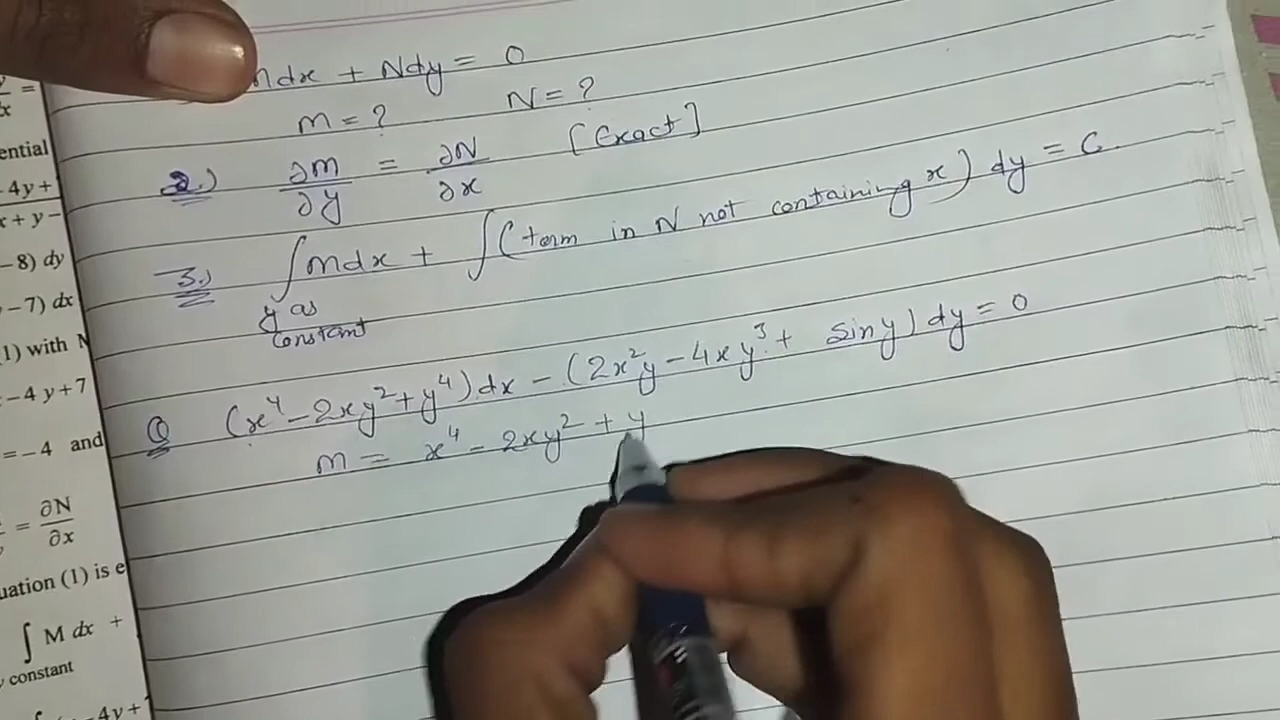 mdx + Ndy = 0
m = ? N = ?
2.) ∂m/∂y = ∂N/∂x [Exact]
3.) ∫mdx + ∫(term in N not containing x) dy = C.
y as
constant
Q (x⁴ - 2xy² + y⁴) dx - (2x²y - 4xy³ + siny) dy = 0
m = x⁴ - 2xy² + y
ential
4y +
x + y -
- 8) dy
- 7) dx
1) with
- 4y + 7
= - 4 and
= ∂N/∂x
uation (1) is e
∫ M dx +
constant
- 4y +